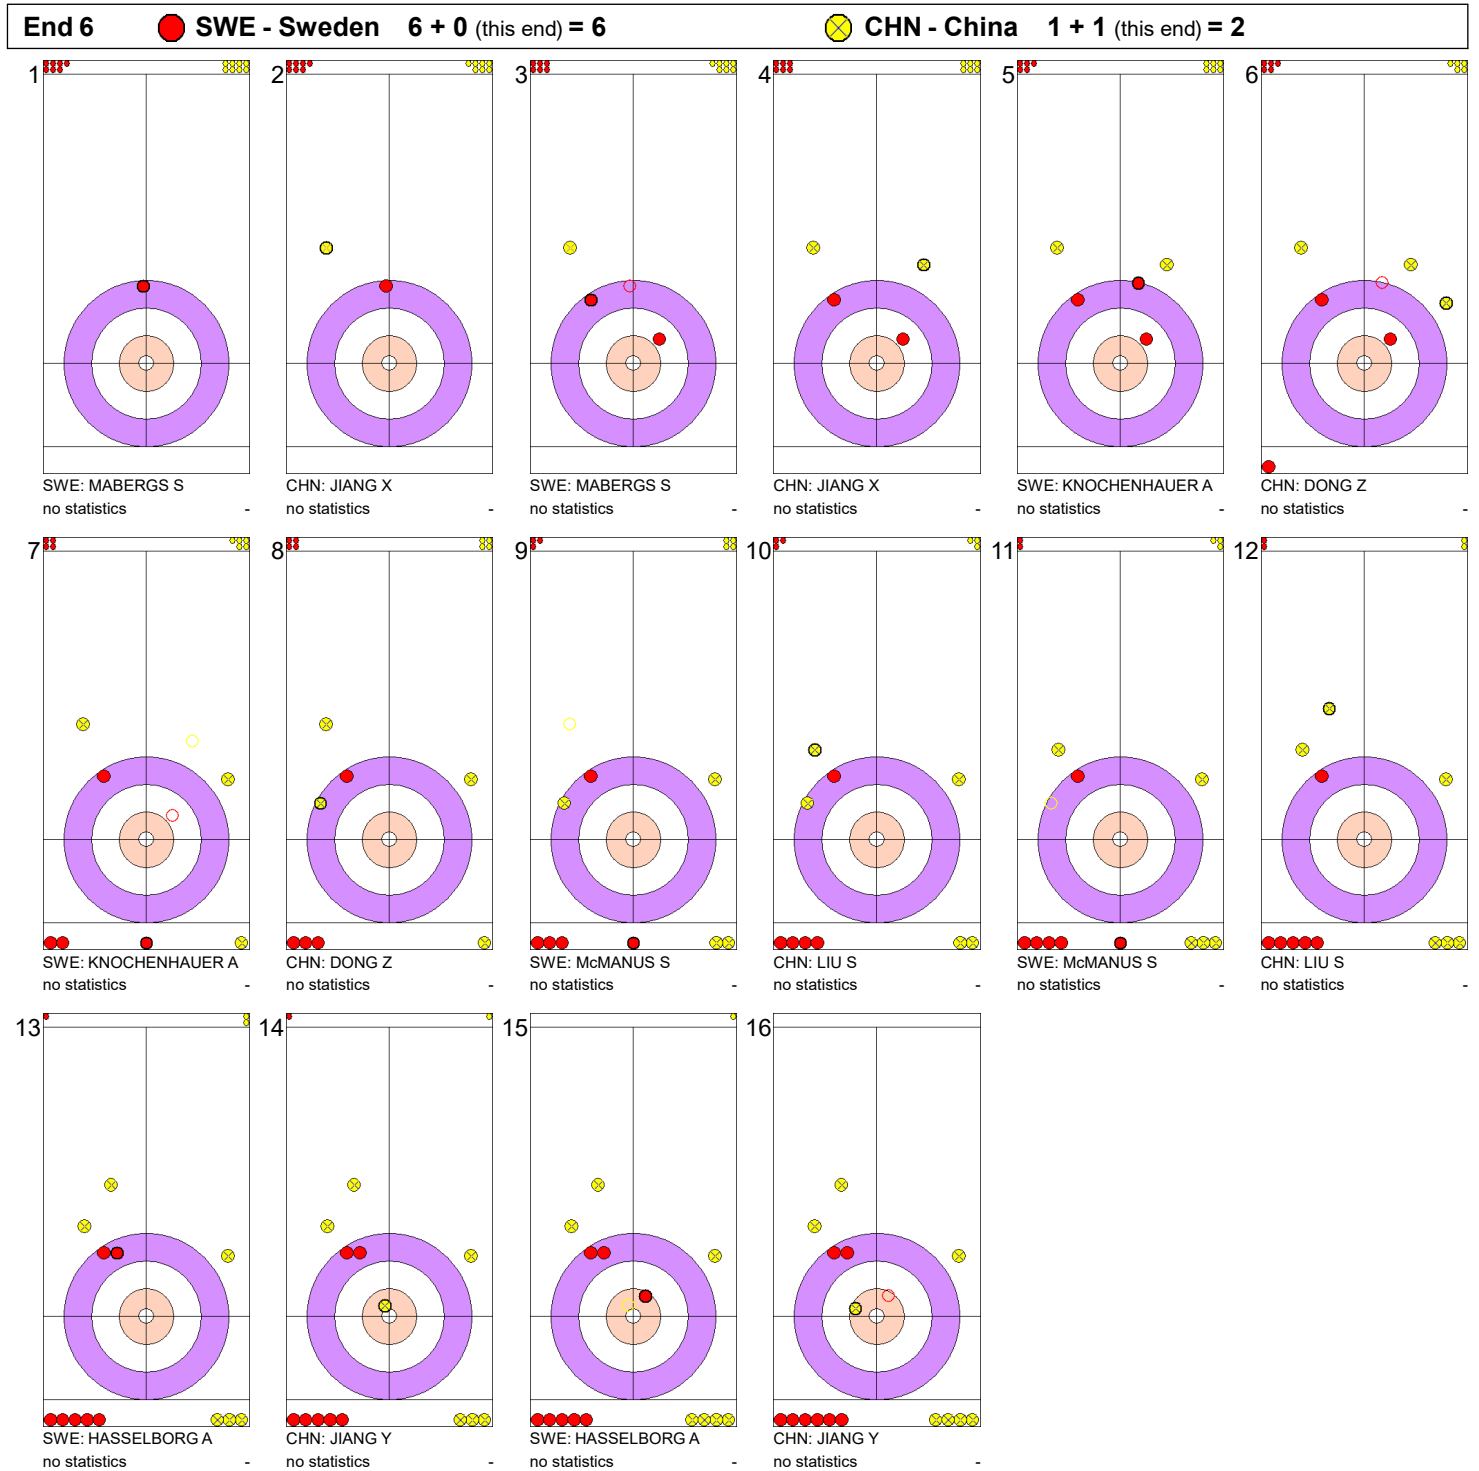 End 6 SWE - Sweden 6 + 0 (this end) = 6 CHN - China 1 + 1 (this end) = 2
1 2 3 4 5 6
SWE: MABERGS S CHN: JIANG X SWE: MABERGS S CHN: JIANG X SWE: KNOCHENHAUER A CHN: DONG Z
no statistics - no statistics - no statistics - no statistics - no statistics - no statistics -
7 8 9 10 11 12
SWE: KNOCHENHAUER A CHN: DONG Z SWE: McMANUS S CHN: LIU S SWE: McMANUS S CHN: LIU S
no statistics - no statistics - no statistics - no statistics - no statistics - no statistics -
13 14 15 16
SWE: HASSELBORG A CHN: JIANG Y SWE: HASSELBORG A CHN: JIANG Y
no statistics - no statistics - no statistics - no statistics -